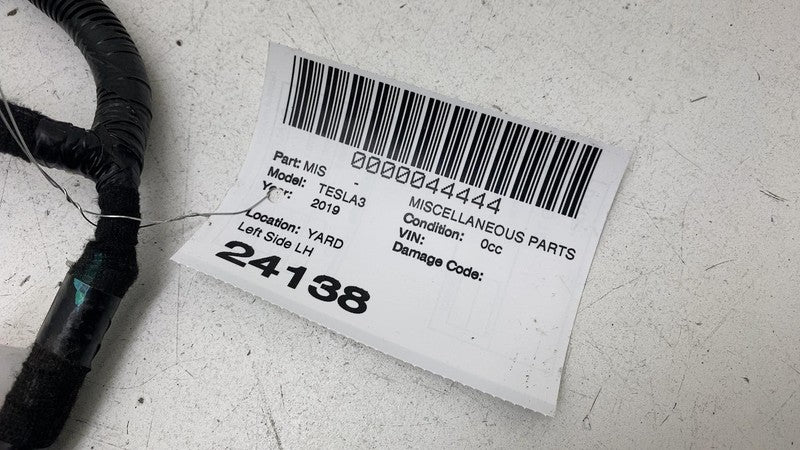 0000044444
Part: MIS - MISCELLANEOUS PARTS
Model: TESLA3 Condition: 0cc
Year: 2019 VIN:
Location: YARD Damage Code:
Left Side LH
24138